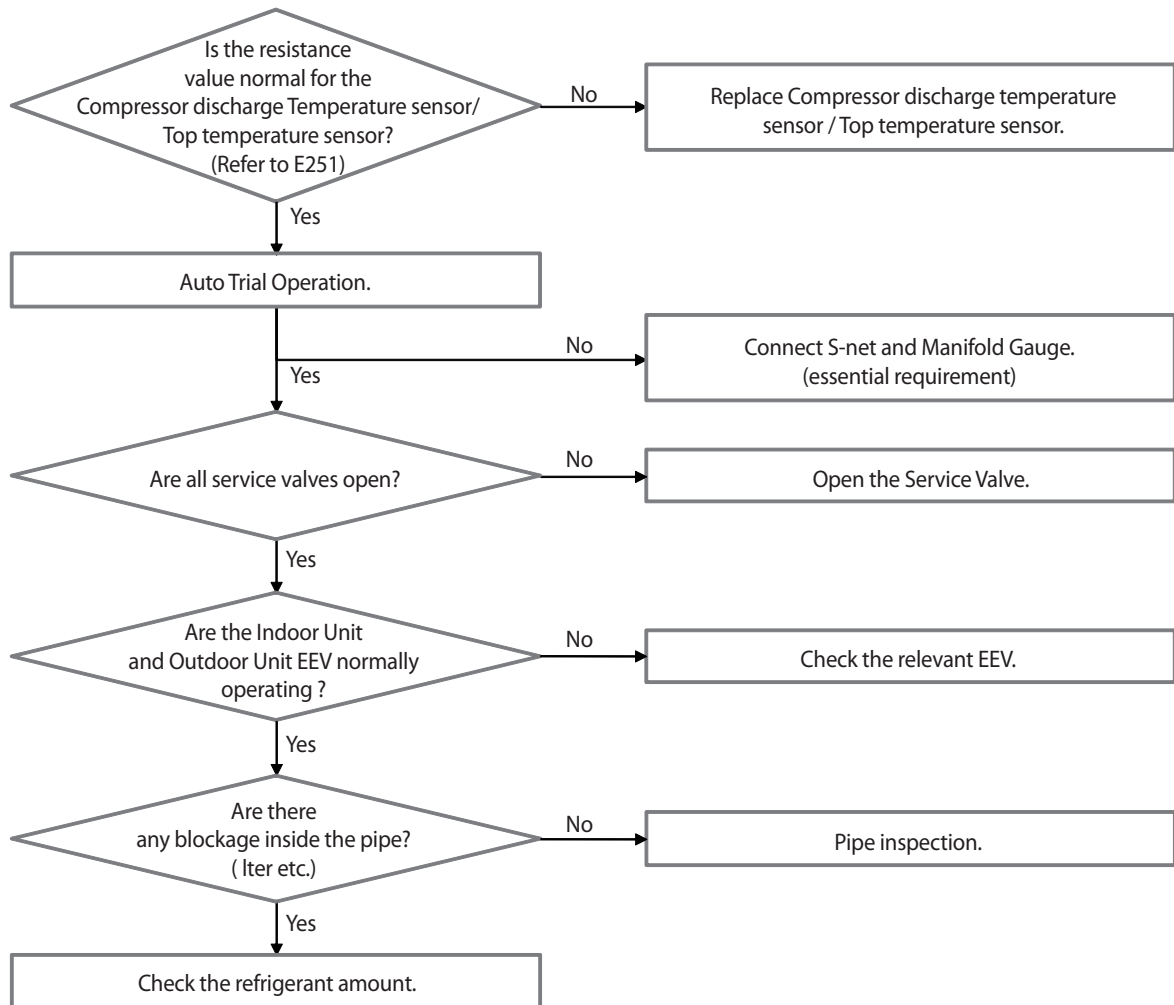 Is the resistance
value normal for the
Compressor discharge Temperature sensor/
Top temperature sensor?
(Refer to E251)
No
Replace Compressor discharge temperature
sensor / Top temperature sensor.
Yes
Auto Trial Operation.
No
Connect S-net and Manifold Gauge.
(essential requirement)
Yes
Are all service valves open?
No
Open the Service Valve.
Yes
Are the Indoor Unit
and Outdoor Unit EEV normally
operating ?
No
Check the relevant EEV.
Yes
Are there
any blockage inside the pipe?
( lter etc.)
No
Pipe inspection.
Yes
Check the refrigerant amount.